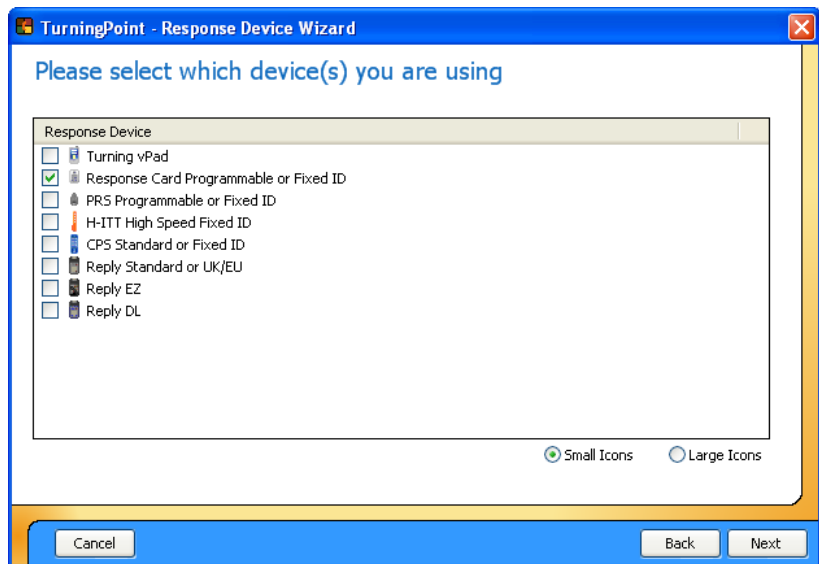 TurningPoint - Response Device Wizard
Please select which device(s) you are using
Response Device
Turning vPad
Response Card Programmable or Fixed ID
PRS Programmable or Fixed ID
H-ITT High Speed Fixed ID
CPS Standard or Fixed ID
Reply Standard or UK/EU
Reply EZ
Reply DL
Small Icons Large Icons
Cancel Back Next